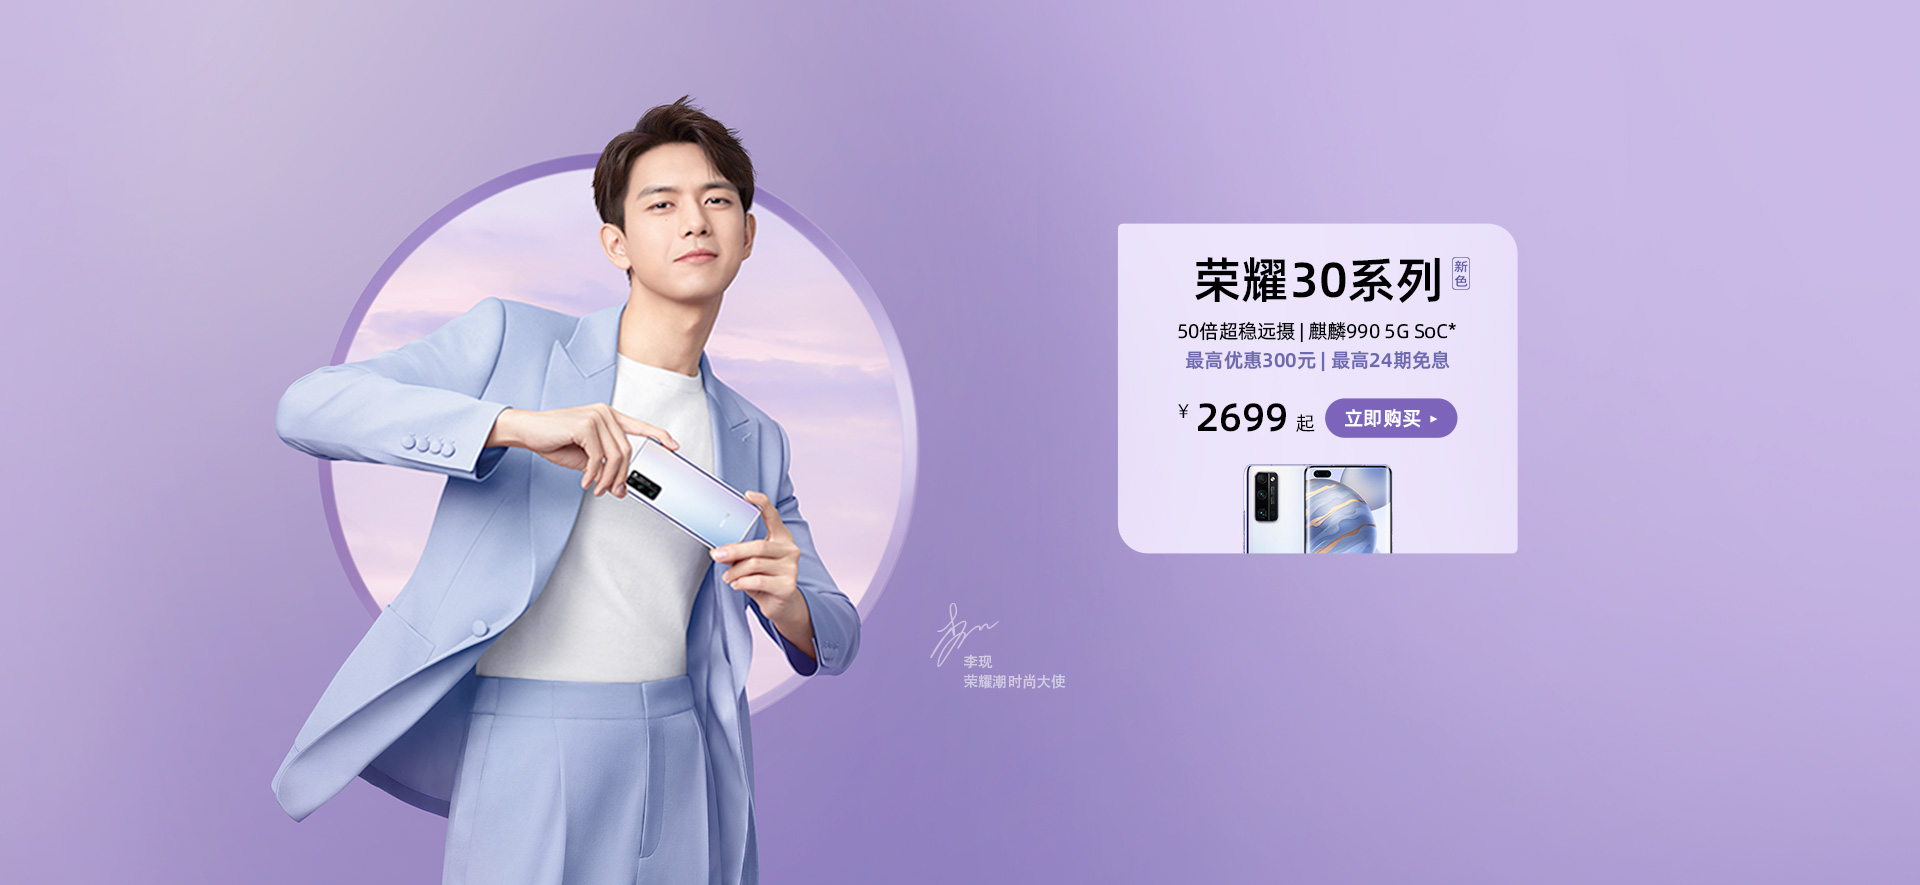 荣耀30系列 新色
50倍超稳远摄 | 麒麟990 5G SoC*
最高优惠300元 | 最高24期免息
¥ 2699 起 立即购买 ▸
李现
荣耀潮时尚大使